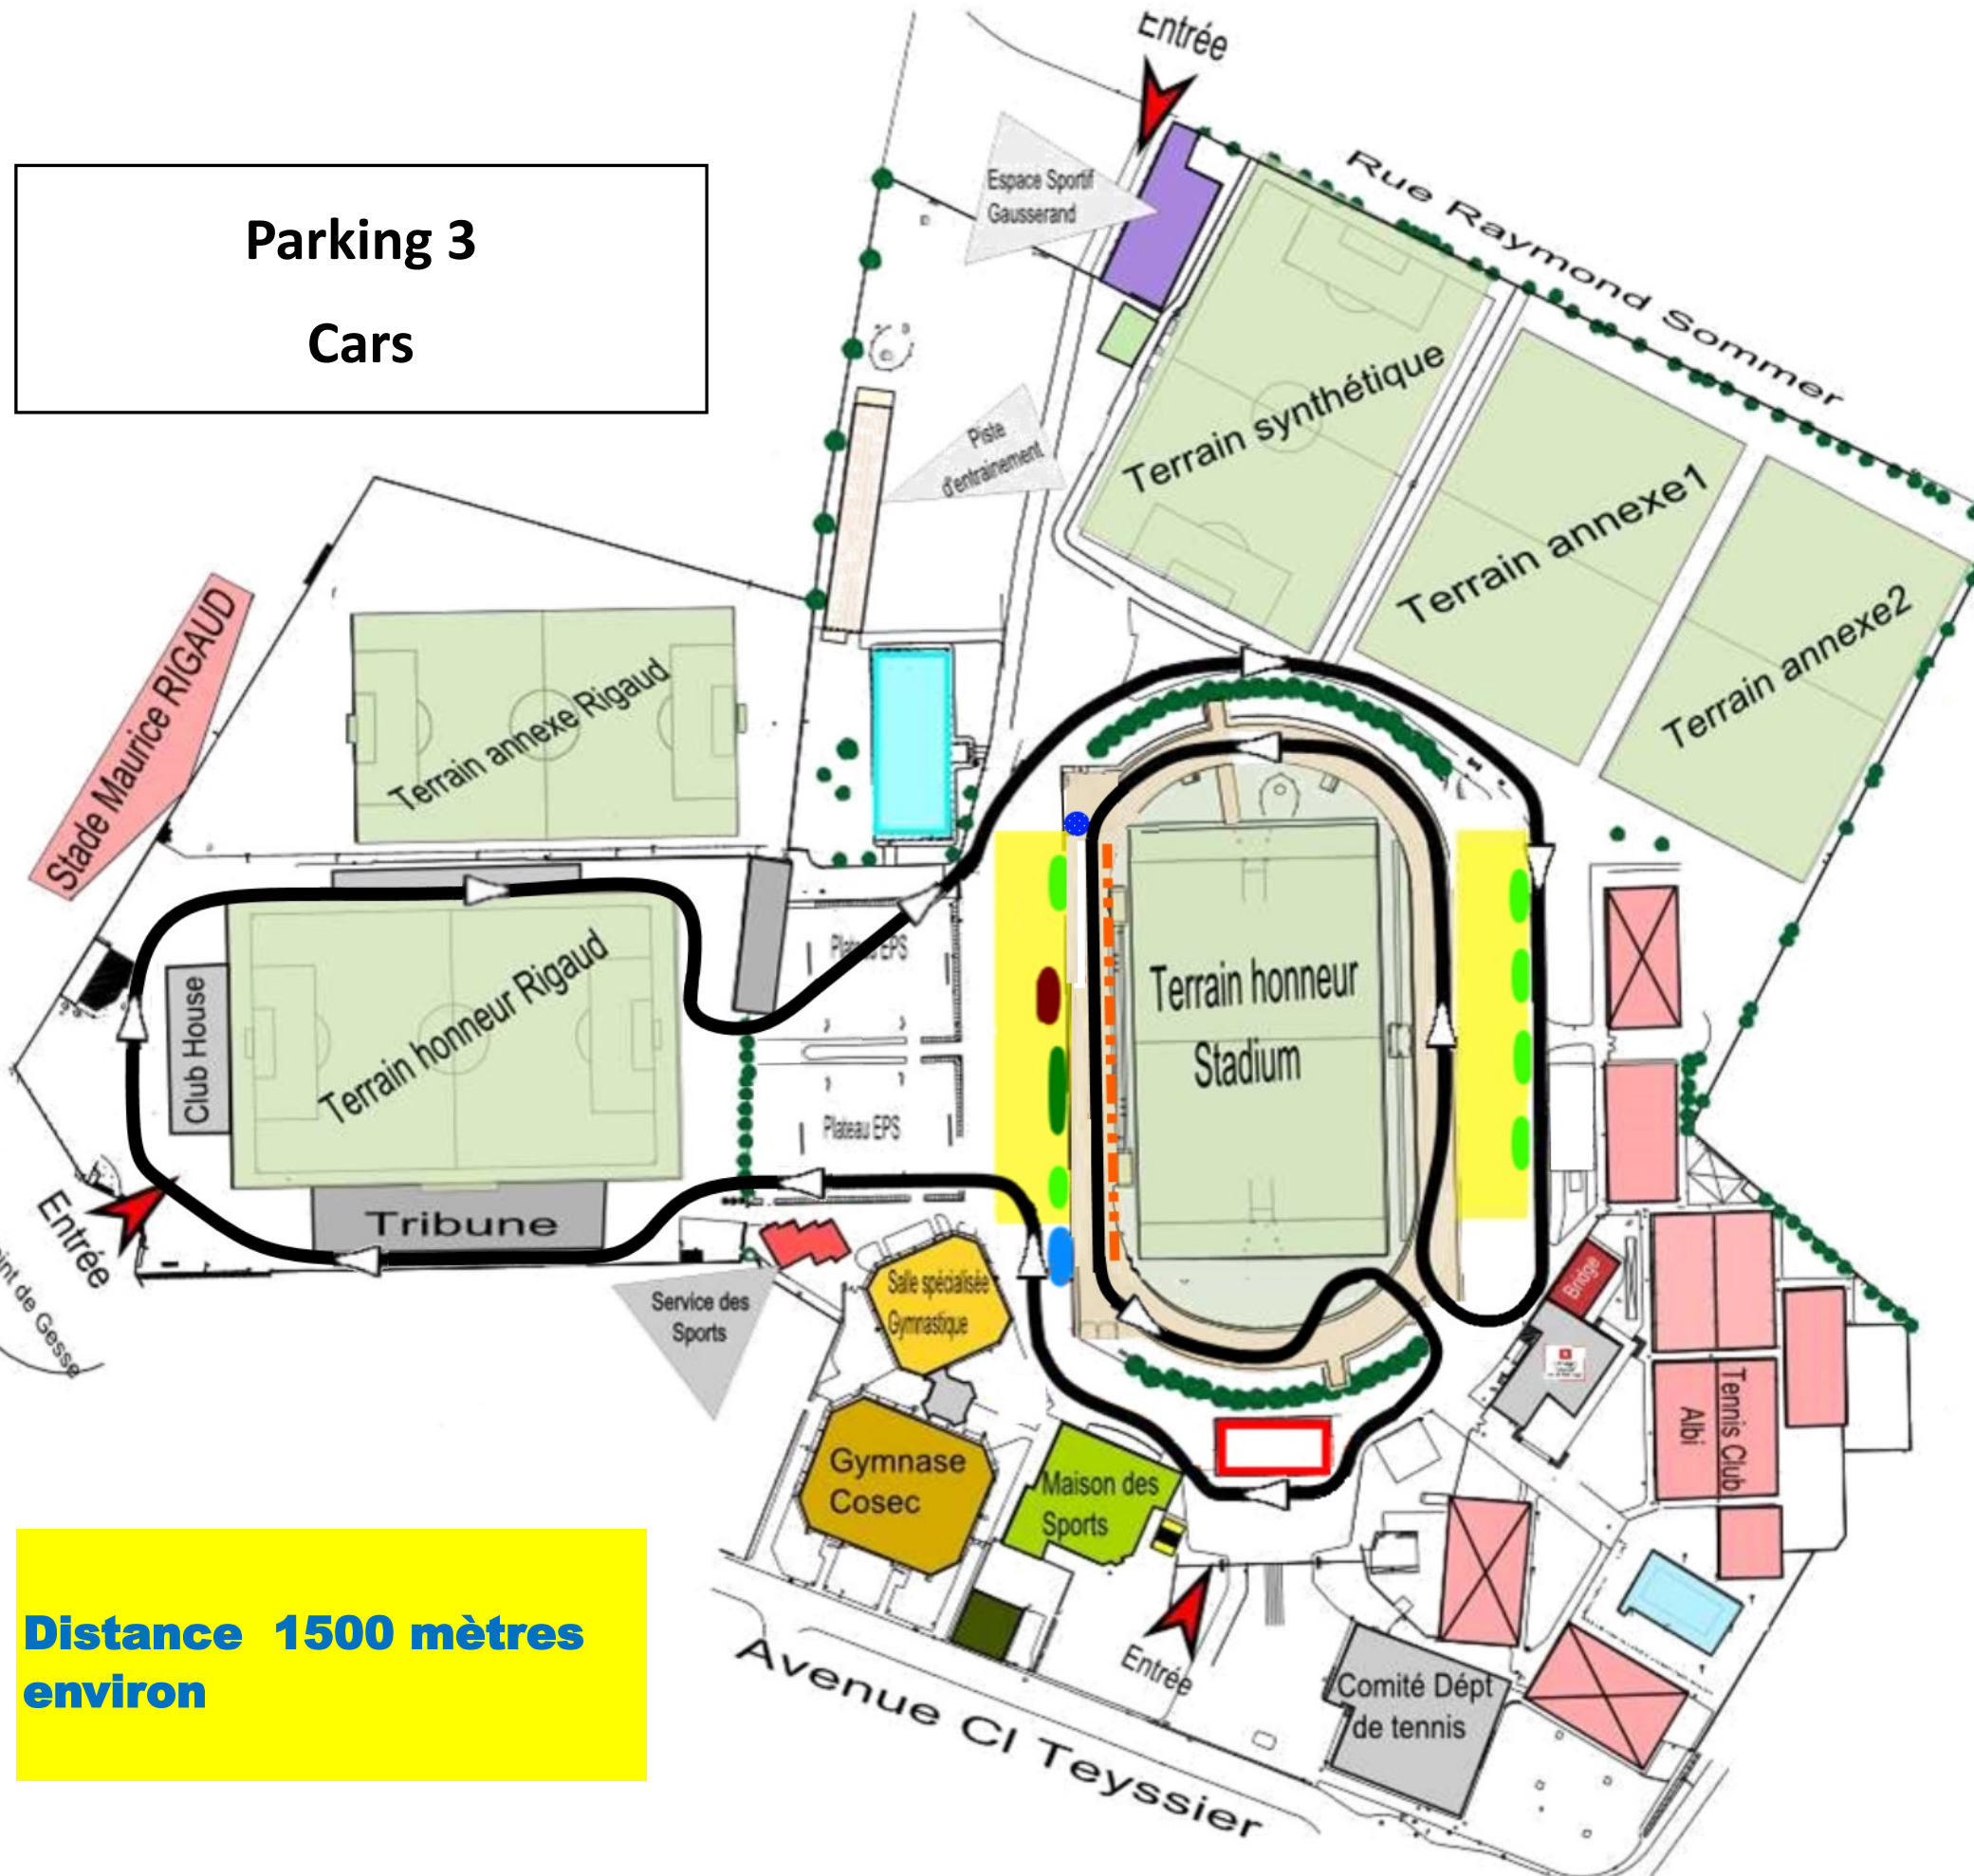 Entrée
Parking 3
Cars
Espace Sportif
Gausserand
Rue Raymond Sommer
Terrain synthétique
Piste
d'entrainement
Terrain annexe1
Terrain annexe2
Stade Maurice RIGAUD
Terrain annexe Rigaud
Plateau EPS
Terrain honneur Rigaud
Club House
Terrain honneur
Stadium
Plateau EPS
Tribune
Entrée
int de Gesse
Service des
Sports
Salle spécialisée
Gymnastique
Bridge
Tennis Club
Albi
Gymnase
Cosec
Maison des
Sports
Distance 1500 mètres
environ
Entrée
Avenue Cl Teyssier
Comité Dépt
de tennis